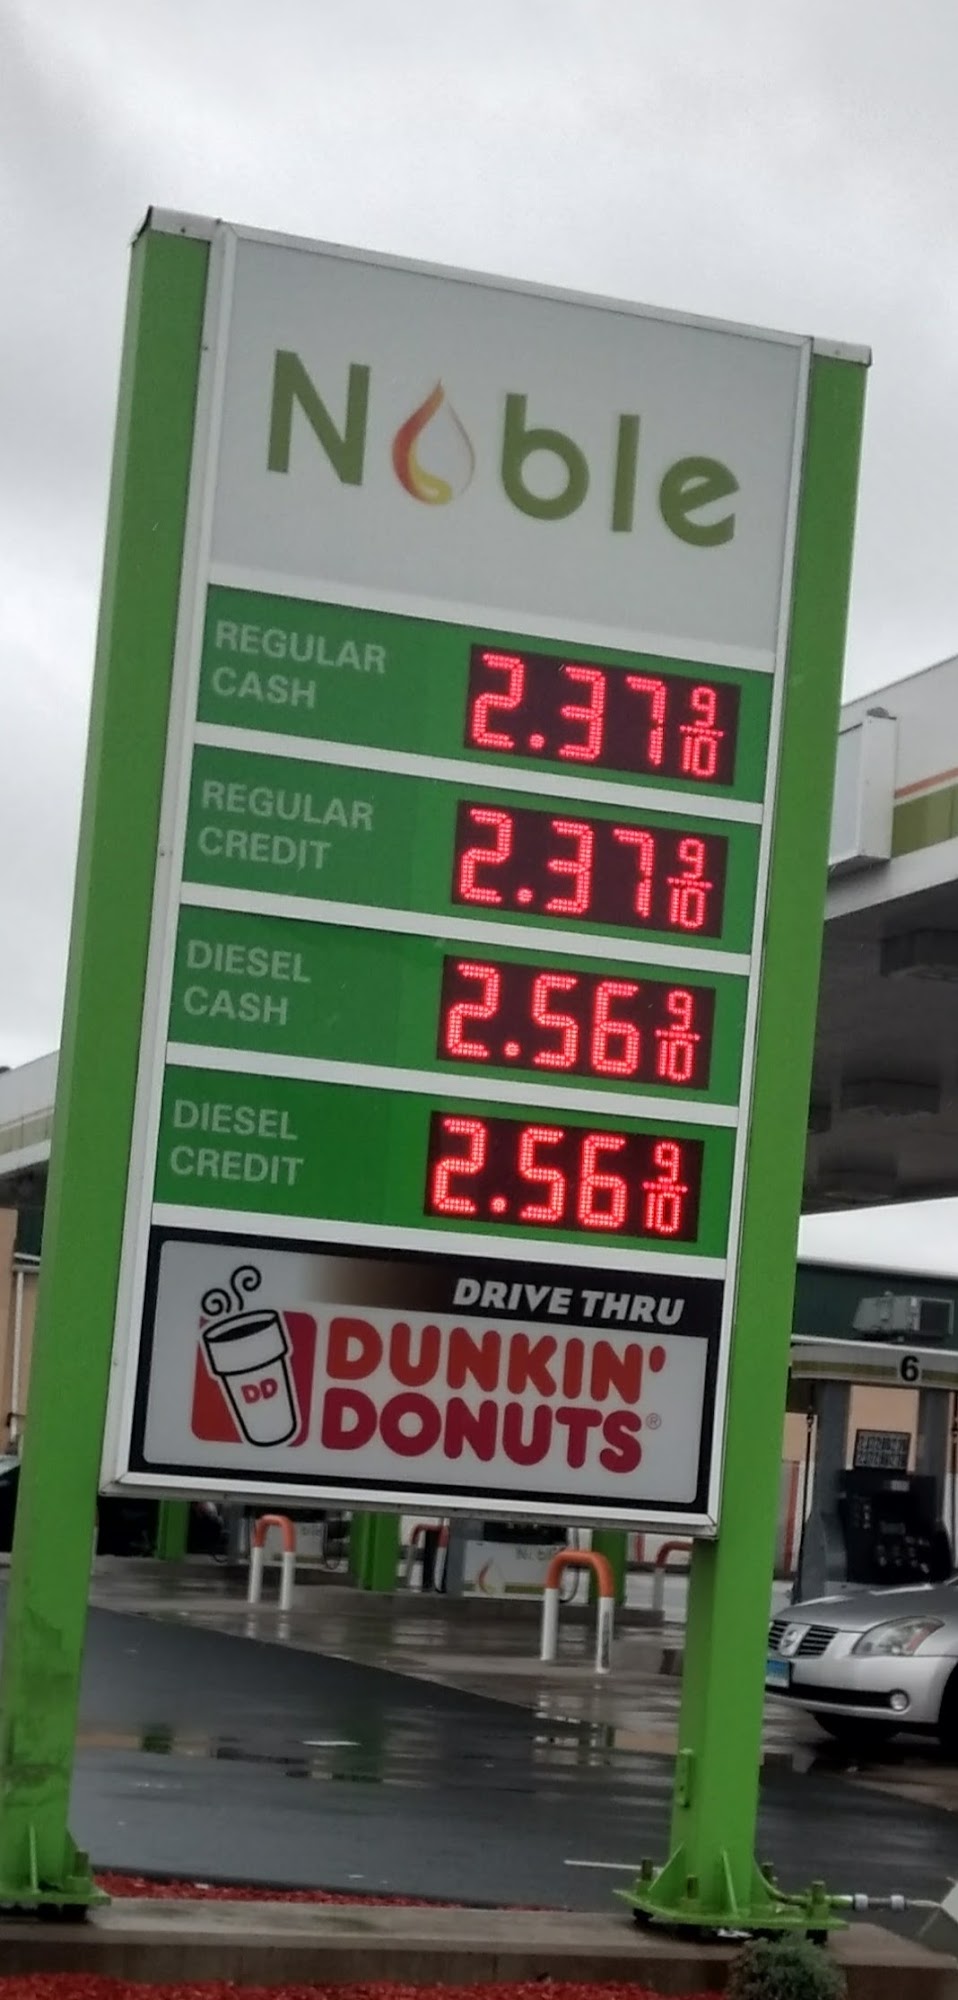 Noble
REGULAR
CASH
2.37 9/10
REGULAR
CREDIT
2.37 9/10
DIESEL
CASH
2.56 9/10
DIESEL
CREDIT
2.56 9/10
DRIVE THRU
DD
DUNKIN'
DONUTS®
6